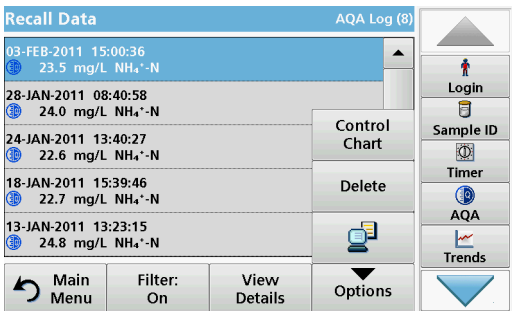 Recall Data
AQA Log (8)
03-FEB-2011 15:00:36
23.5 mg/L NH₄⁺-N
28-JAN-2011 08:40:58
24.0 mg/L NH₄⁺-N
24-JAN-2011 13:40:27
22.6 mg/L NH₄⁺-N
18-JAN-2011 15:39:46
22.7 mg/L NH₄⁺-N
13-JAN-2011 13:23:15
24.8 mg/L NH₄⁺-N
Control
Chart
Delete
Main
Menu
Filter:
On
View
Details
Options
Login
Sample ID
Timer
AQA
Trends